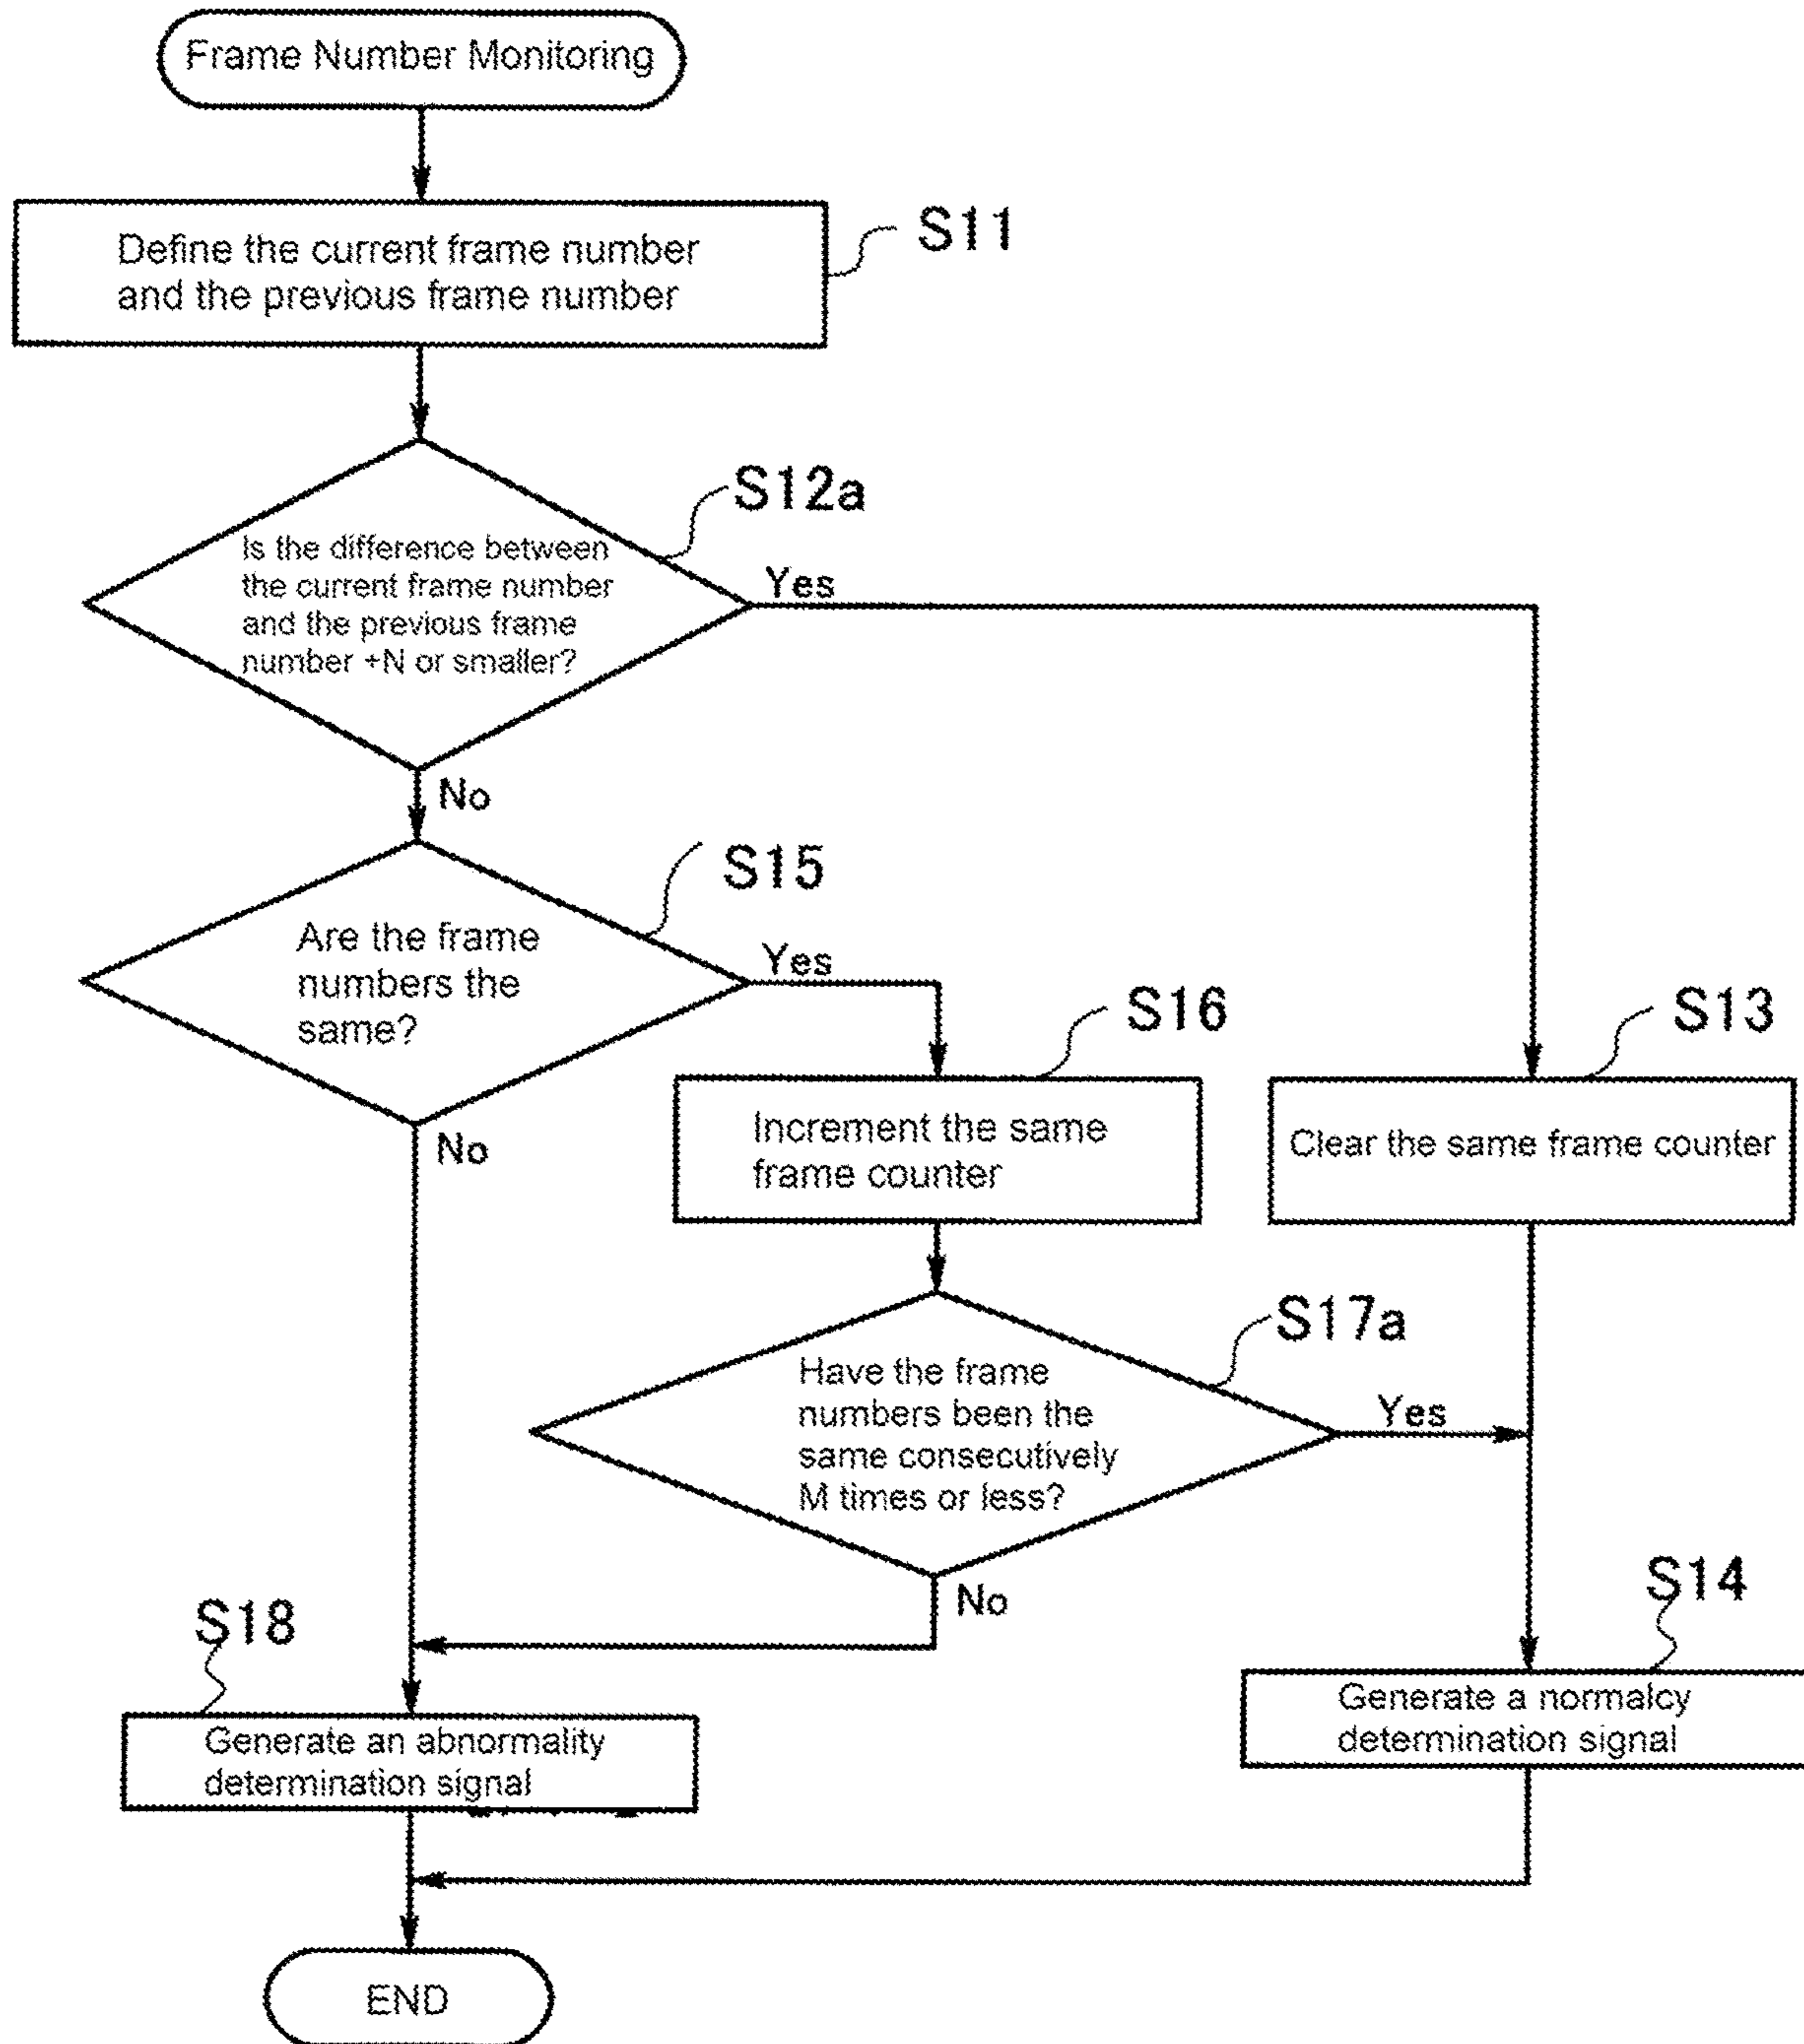 Frame Number Monitoring
Define the current frame number
and the previous frame number
S11
S12a
Is the difference between
the current frame number
and the previous frame
number +N or smaller?
Yes
No
S15
Are the frame
numbers the
same?
Yes
No
S16
Increment the same
frame counter
S13
Clear the same frame counter
S17a
Have the frame
numbers been the
same consecutively
M times or less?
Yes
No
S18
Generate an abnormality
determination signal
S14
Generate a normalcy
determination signal
END